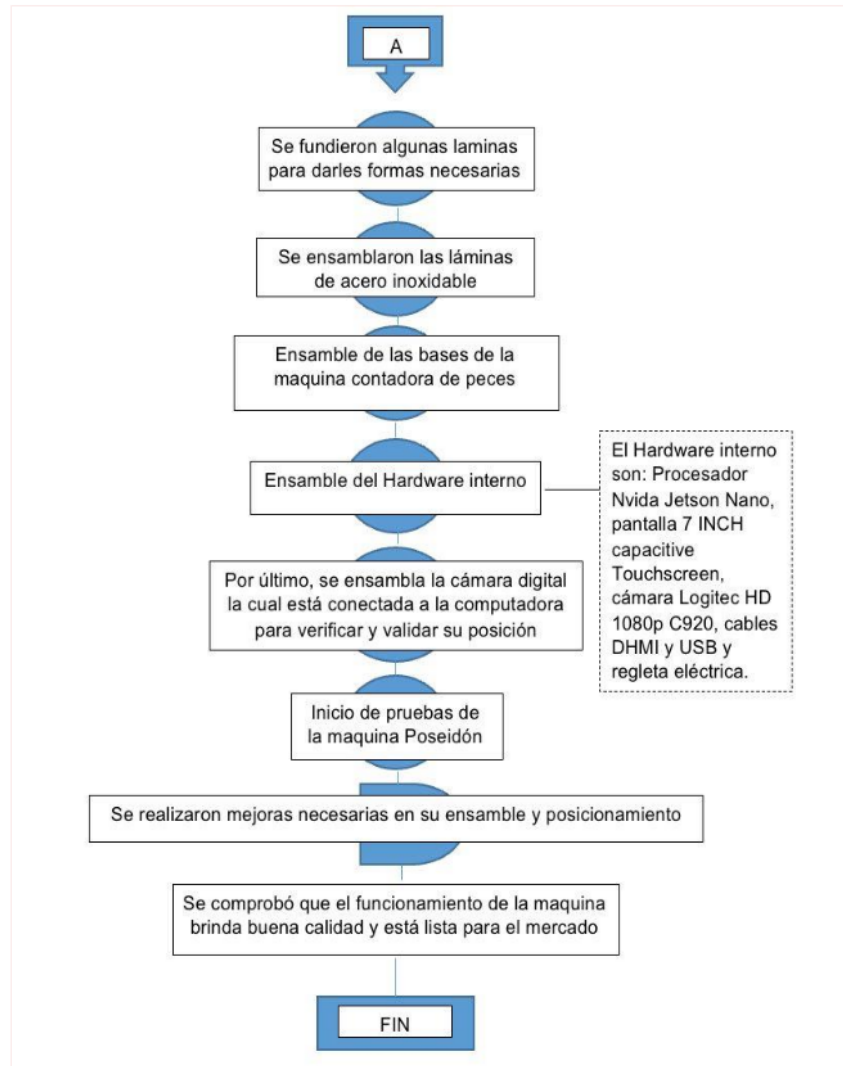 A
Se fundieron algunas laminas
para darles formas necesarias
Se ensamblaron las láminas
de acero inoxidable
Ensamble de las bases de la
maquina contadora de peces
Ensamble del Hardware interno
El Hardware interno
son: Procesador
Nvida Jetson Nano,
pantalla 7 INCH
capacitive
Touchscreen,
cámara Logitec HD
1080p C920, cables
DHMI y USB y
regleta eléctrica.
Por último, se ensambla la cámara digital
la cual está conectada a la computadora
para verificar y validar su posición
Inicio de pruebas de
la maquina Poseidón
Se realizaron mejoras necesarias en su ensamble y posicionamiento
Se comprobó que el funcionamiento de la maquina
brinda buena calidad y está lista para el mercado
FIN